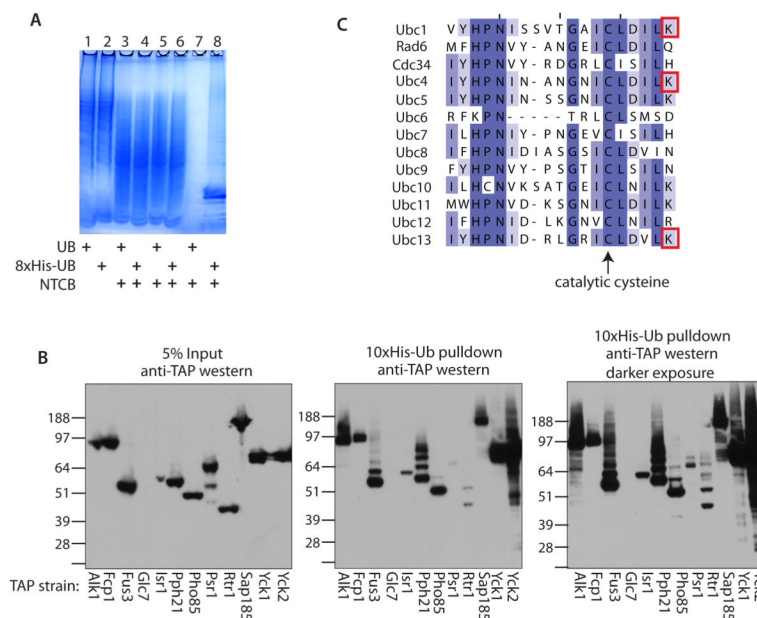 A
1 2 3 4 5 6 7 8
UB + + + +
8xHis-UB + + + +
NTCB + + + + + +
C
Ubc1 V Y H P N I S S V T G A I C L D I L K
Rad6 M F H P N V Y - A N G E I C L D I L Q
Cdc34 I Y H P N V Y - R D G R L C I S I L H
Ubc4 I Y H P N I N - A N G N I C L D I L K
Ubc5 I Y H P N I N - S S G N I C L D I L K
Ubc6 R F K P N - - - - - T R L C L S M S D
Ubc7 I Y H P N I Y - P N G E V C I S I L H
Ubc8 I F H P N I D I A S G S I C L D V I N
Ubc9 F Y H P N V Y - P S G T I C L S I L N
Ubc10 I L H C N V K S A T G E I C L N I L K
Ubc11 M W H P N V D - K S G N I C L D I L K
Ubc12 I F H P N I D - L K G N V C L N I L R
Ubc13 I Y H P N I D - R L G R I C L D V L K
catalytic cysteine
B
5% Input
anti-TAP western
188
97
64
51
39
28
10xHis-Ub pulldown
anti-TAP western
188
97
64
51
39
28
10xHis-Ub pulldown
anti-TAP western
darker exposure
188
97
64
51
39
28
TAP strain: Alk1 Fcp1 Fus3 Glc7 Isr1 Pph21 Pho85 Psr1 Rtr1 Sap185 Yck1 Yck2
Alk1 Fcp1 Fus3 Glc7 Isr1 Pph21 Pho85 Psr1 Rtr1 Sap185 Yck1 Yck2
Alk1 Fcp1 Fus3 Glc7 Isr1 Pph21 Pho85 Psr1 Rtr1 Sap185 Yck1 Yck2